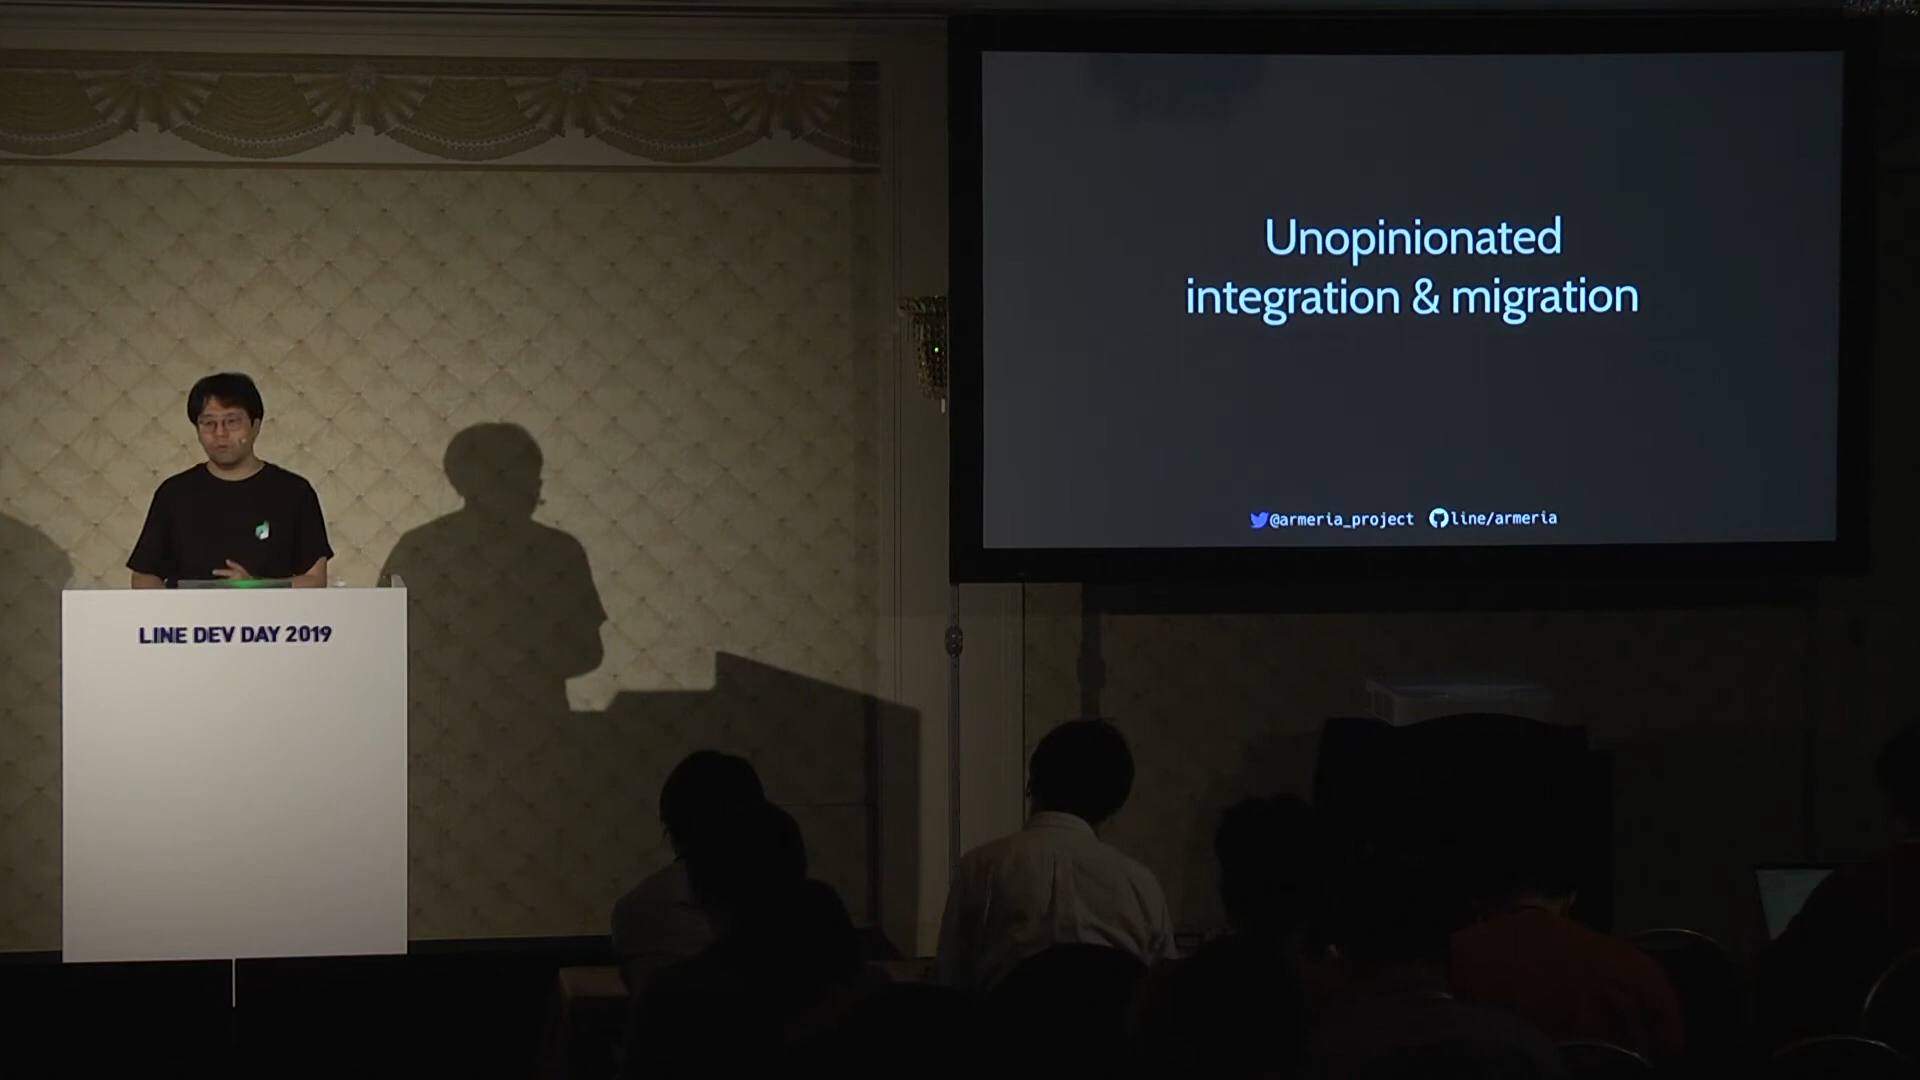 Unopinionated
integration & migration
@armeria_project line/armeria
LINE DEV DAY 2019